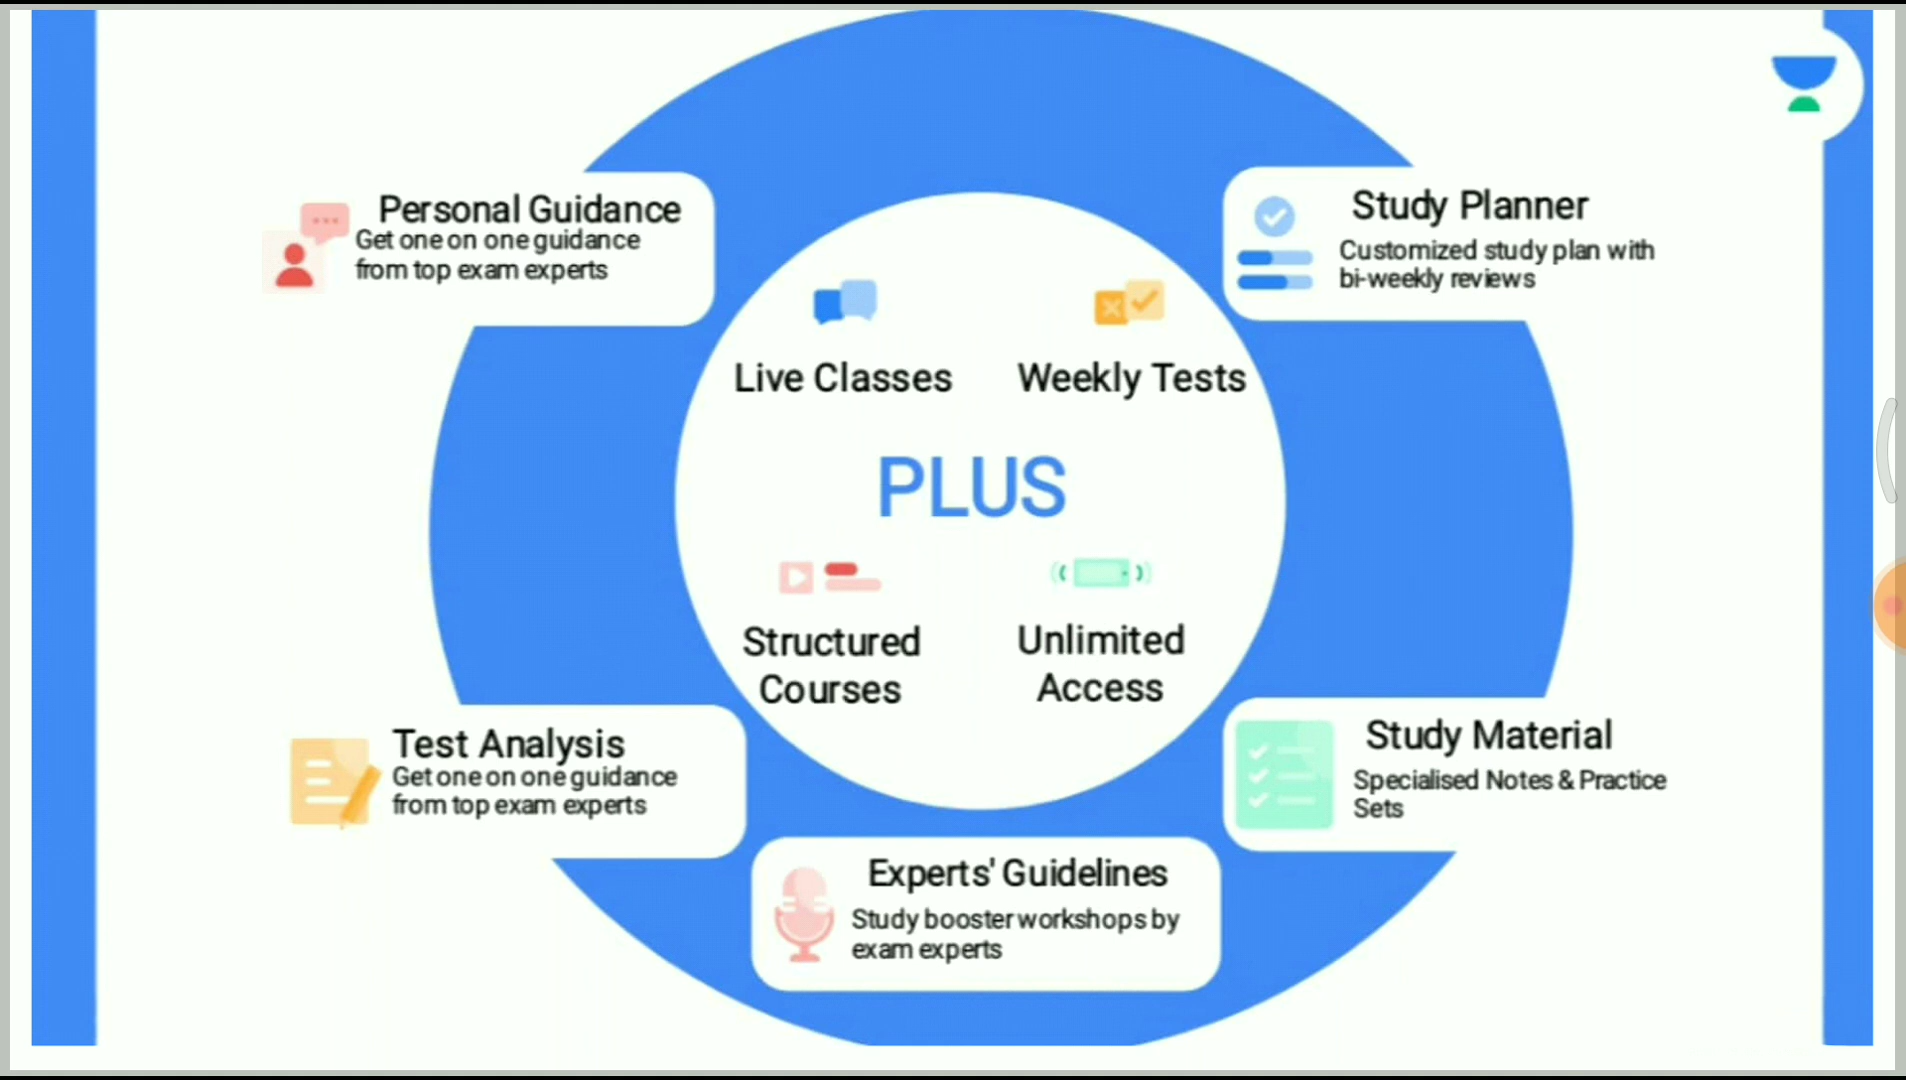 Personal Guidance
Get one on one guidance
from top exam experts
Study Planner
Customized study plan with
bi-weekly reviews
Live Classes
Weekly Tests
PLUS
Structured
Courses
Unlimited
Access
Test Analysis
Get one on one guidance
from top exam experts
Study Material
Specialised Notes & Practice
Sets
Experts' Guidelines
Study booster workshops by
exam experts